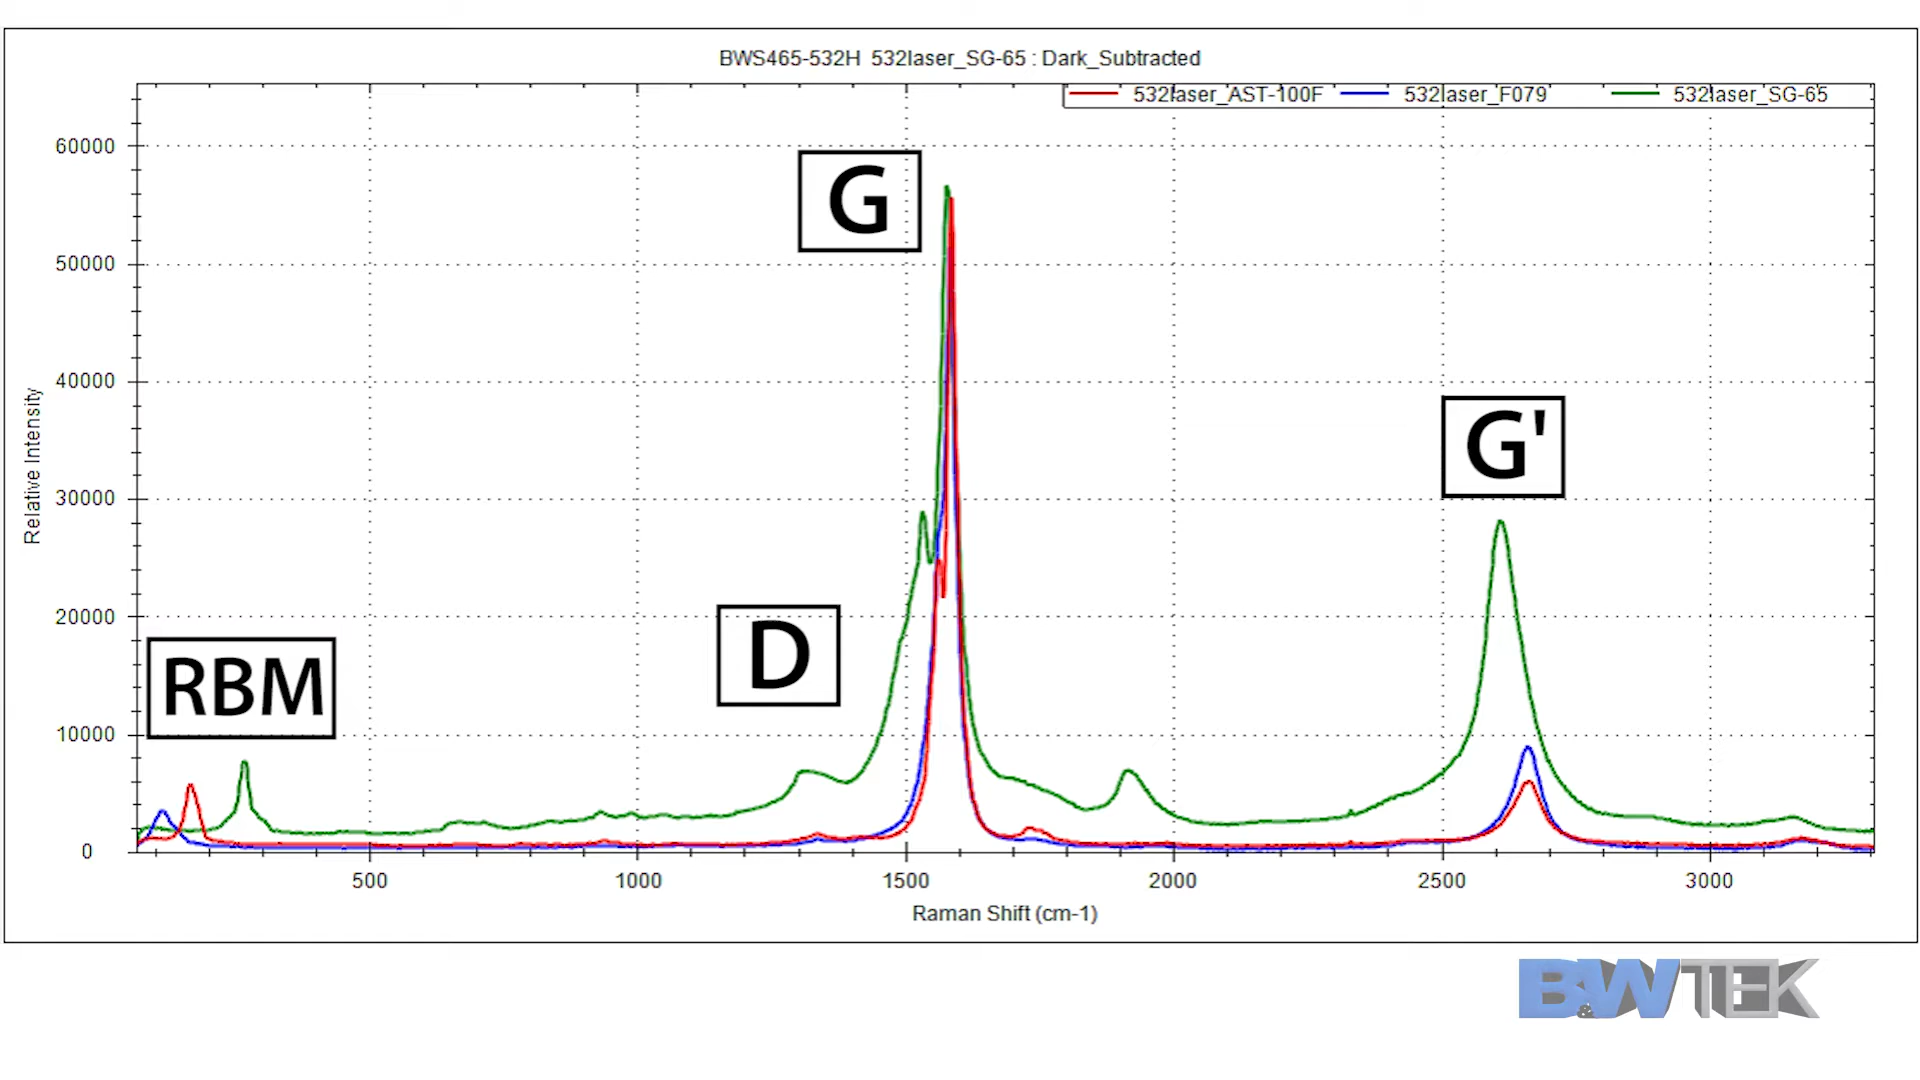 BWS465-532H 532laser_SG-65 : Dark_Subtracted
532laser_AST-100F 532laser_F079 532laser_SG-65
60000
50000
40000
30000
20000
10000
0
Relative Intensity
G
G'
D
RBM
500 1000 1500 2000 2500 3000
Raman Shift (cm-1)
B&WTEK